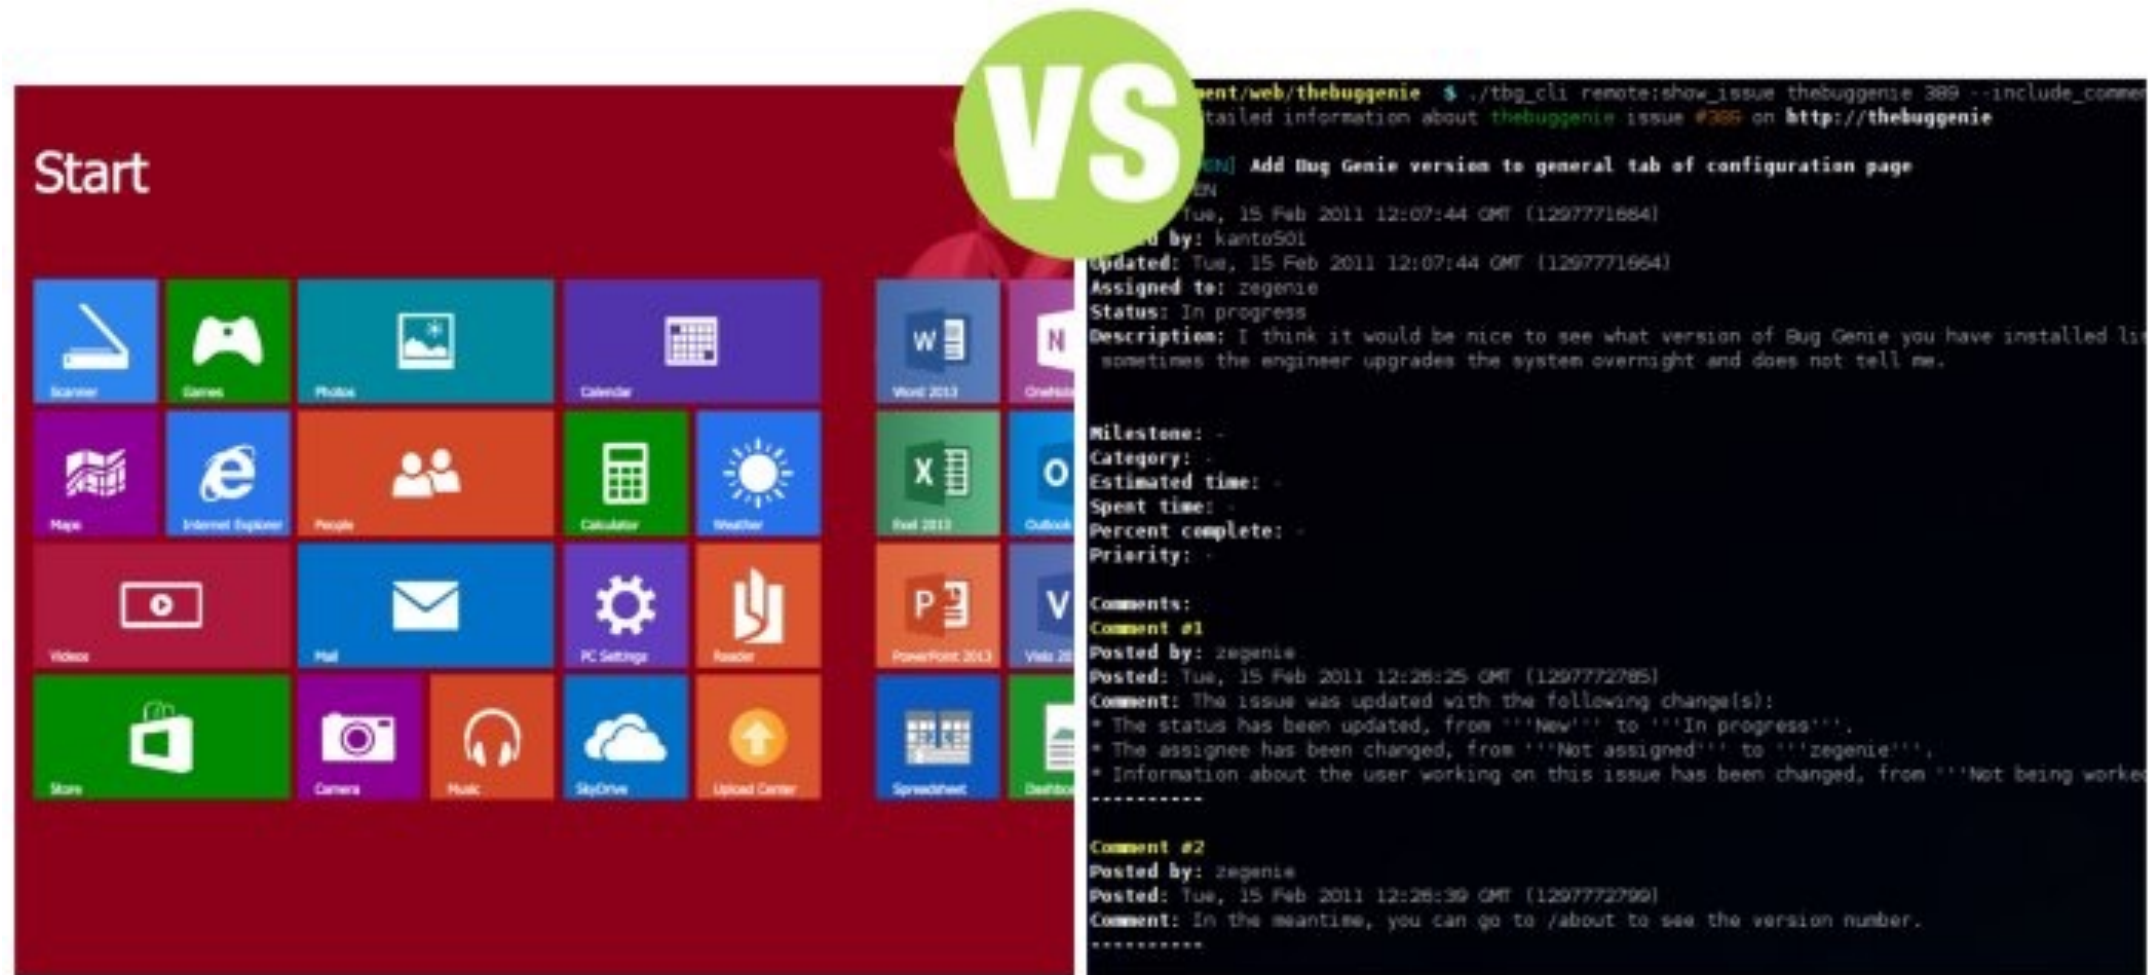 VS
Start
Scanner
Games
Photos
Calendar
Word 2013
Maps
Internet Explorer
People
Calculator
Weather
Exel 2013
Outlook
Videos
Mail
PC Settings
Reader
PowerPoint 2013
Visio 20
Store
Camera
Music
SkyDrive
Upload Center
Spreadsheet
Dashbo
W
N
X
O
P
V
ent/web/thebuggenie $ ./tbg_cli remote:show_issue thebuggenie 389 --include_commen
tailed information about thebuggenie issue #389 on http://thebuggenie
EN] Add Bug Genie version to general tab of configuration page
EN
Tue, 15 Feb 2011 12:07:44 GMT (1297771664)
by: kanto501
Updated: Tue, 15 Feb 2011 12:07:44 GMT (1297771664)
Assigned to: zegenie
Status: In progress
Description: I think it would be nice to see what version of Bug Genie you have installed lis
sometimes the engineer upgrades the system overnight and does not tell me.
Milestone: -
Category: -
Estimated time: -
Spent time: -
Percent complete: -
Priority: -
Comments:
Comment #1
Posted by: zegenie
Posted: Tue, 15 Feb 2011 12:26:25 GMT (1297772785)
Comment: The issue was updated with the following change(s):
* The status has been updated, from '''New''' to '''In progress'''.
* The assignee has been changed, from '''Not assigned''' to '''zegenie'''.
* Information about the user working on this issue has been changed, from '''Not being worked
----------
Comment #2
Posted by: zegenie
Posted: Tue, 15 Feb 2011 12:26:39 GMT (1297772799)
Comment: In the meantime, you can go to /about to see the version number.
----------